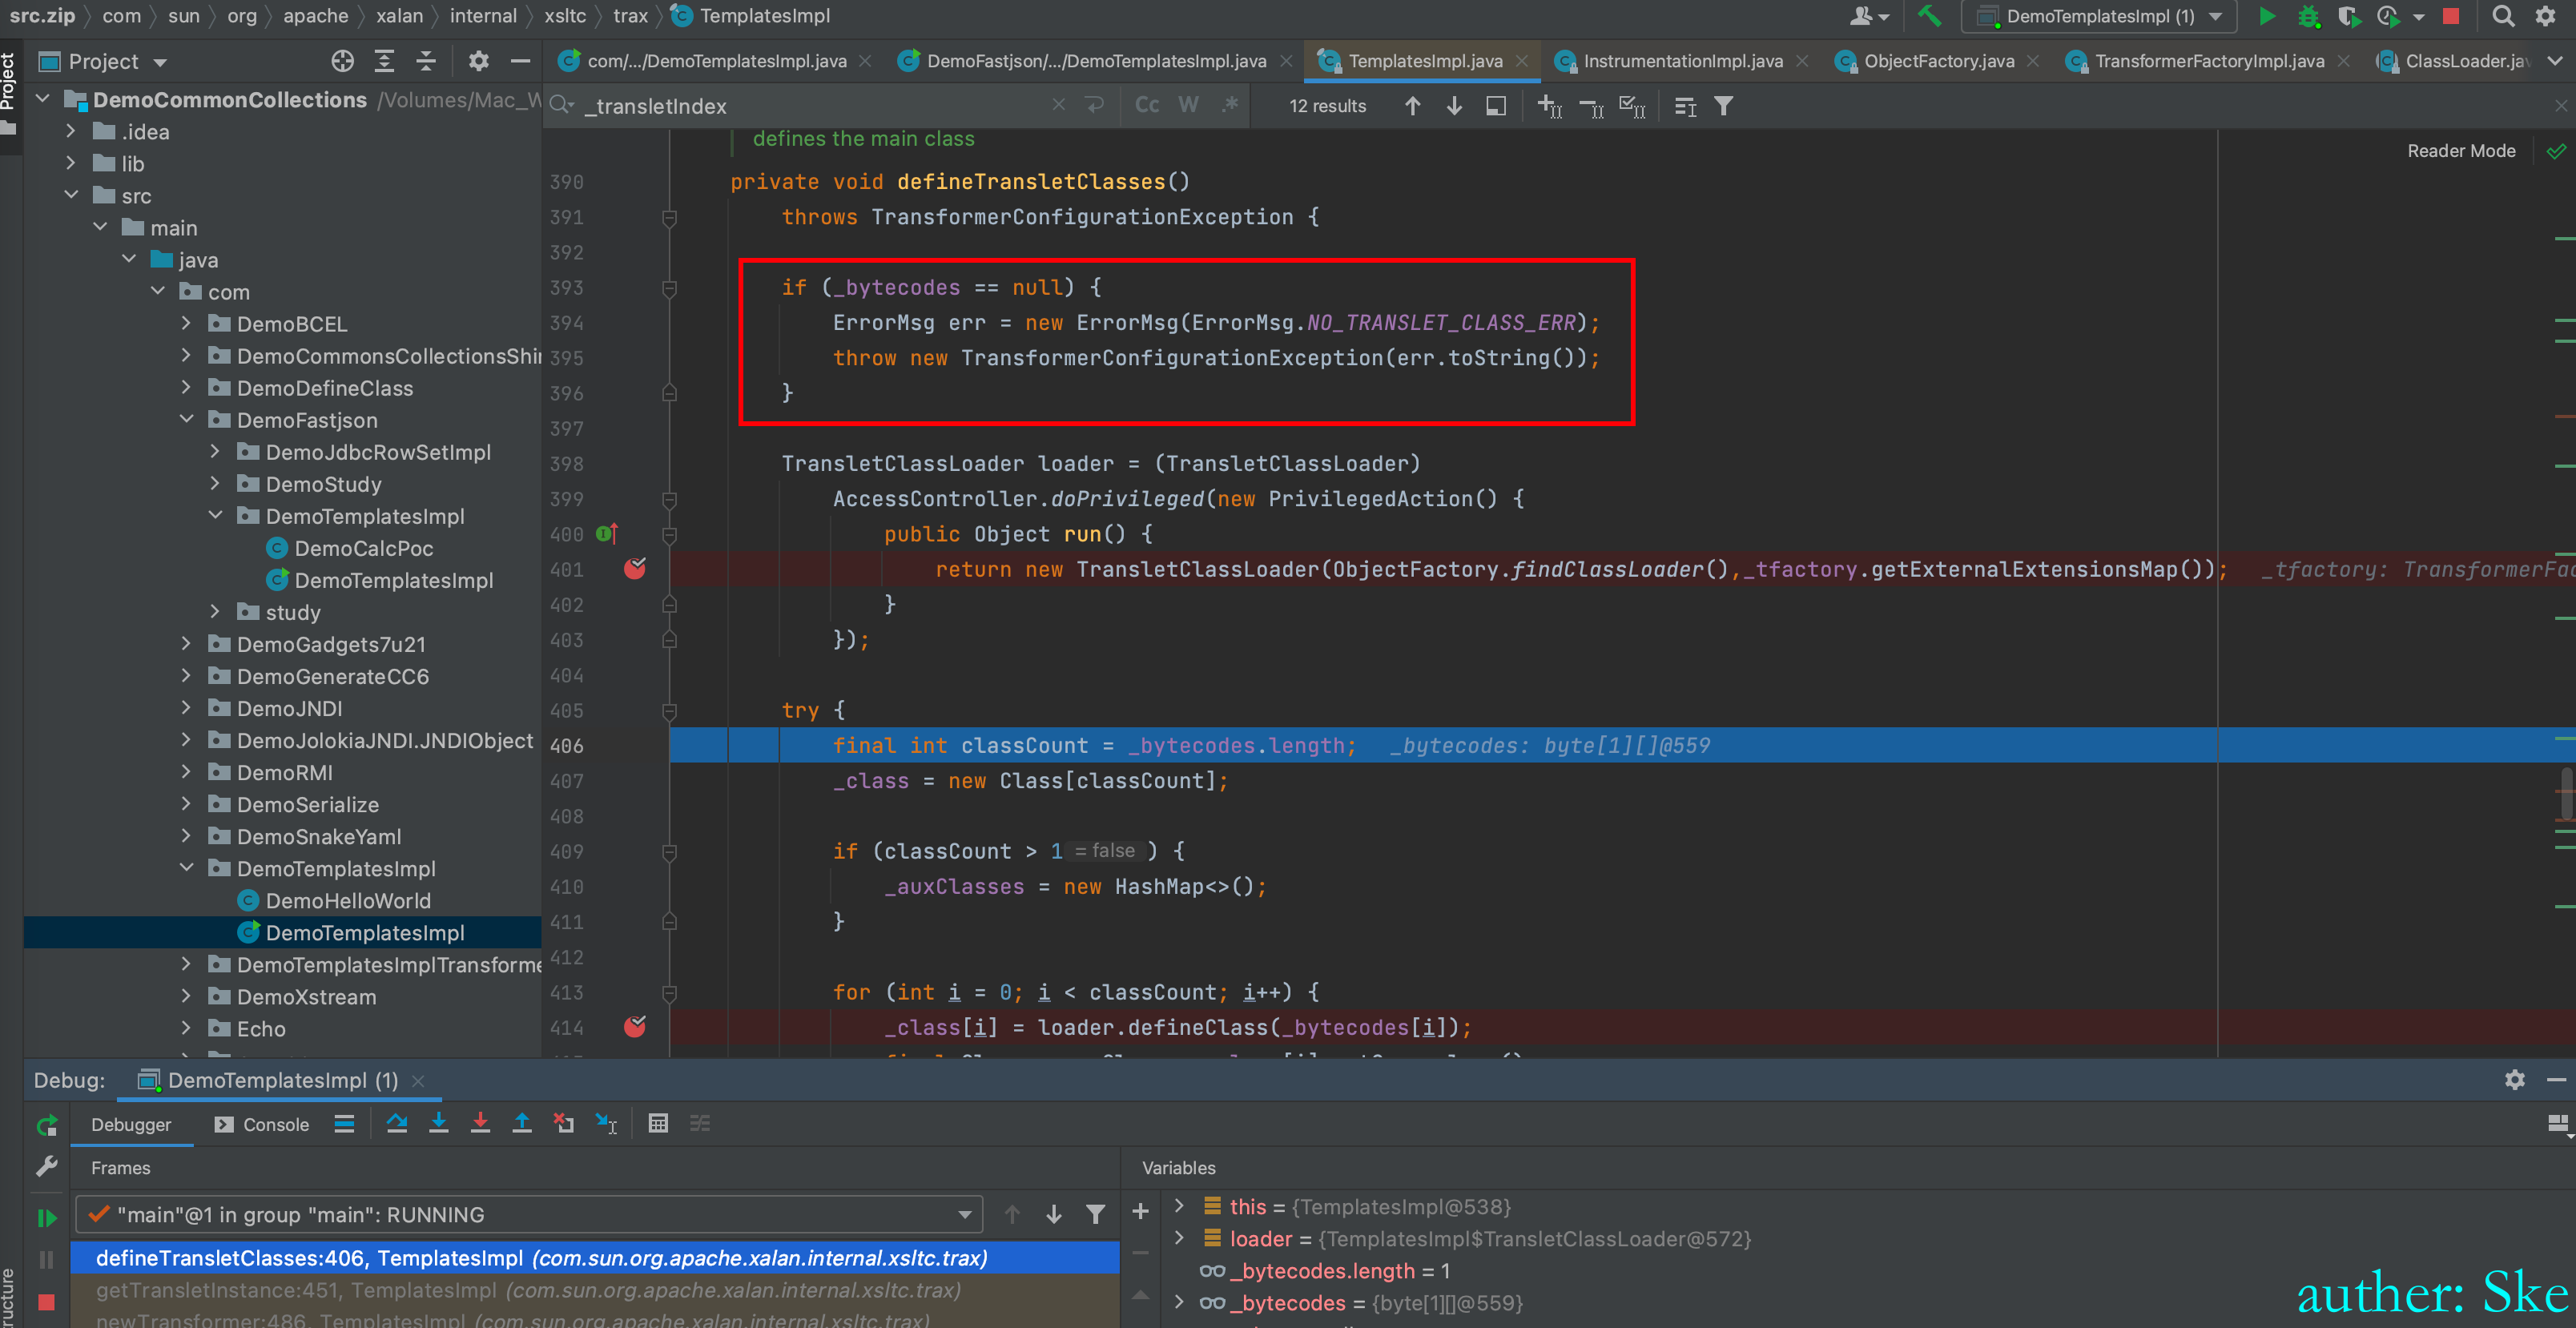 src.zip com sun org apache xalan internal xsltc trax TemplatesImpl
DemoTemplatesImpl (1)
Project
Project
com/.../DemoTemplatesImpl.java
DemoFastjson/.../DemoTemplatesImpl.java
TemplatesImpl.java
InstrumentationImpl.java
ObjectFactory.java
TransformerFactoryImpl.java
ClassLoader.jav
DemoCommonCollections /Volumes/Mac_W
.idea
lib
src
main
java
com
DemoBCEL
DemoCommonsCollectionsShir
DemoDefineClass
DemoFastjson
DemoJdbcRowSetImpl
DemoStudy
DemoTemplatesImpl
DemoCalcPoc
DemoTemplatesImpl
study
DemoGadgets7u21
DemoGenerateCC6
DemoJNDI
DemoJolokiaJNDI.JNDIObject
DemoRMI
DemoSerialize
DemoSnakeYaml
DemoTemplatesImpl
DemoHelloWorld
DemoTemplatesImpl
DemoTemplatesImplTransforme
DemoXstream
Echo
_transletIndex
Cc W .*
12 results
defines the main class
Reader Mode
390 private void defineTransletClasses()
391 throws TransformerConfigurationException {
392
393 if (_bytecodes == null) {
394 ErrorMsg err = new ErrorMsg(ErrorMsg.NO_TRANSLET_CLASS_ERR);
395 throw new TransformerConfigurationException(err.toString());
396 }
397
398 TransletClassLoader loader = (TransletClassLoader)
399 AccessController.doPrivileged(new PrivilegedAction() {
400 public Object run() {
401 return new TransletClassLoader(ObjectFactory.findClassLoader(),_tfactory.getExternalExtensionsMap()); _tfactory: TransformerFac
402 }
403 });
404
405 try {
406 final int classCount = _bytecodes.length; _bytecodes: byte[1][]@559
407 _class = new Class[classCount];
408
409 if (classCount > 1 = false ) {
410 _auxClasses = new HashMap<>();
411 }
412
413 for (int i = 0; i < classCount; i++) {
414 _class[i] = loader.defineClass(_bytecodes[i]);
Debug: DemoTemplatesImpl (1)
Debugger Console
Frames
"main"@1 in group "main": RUNNING
defineTransletClasses:406, TemplatesImpl (com.sun.org.apache.xalan.internal.xsltc.trax)
getTransletInstance:451, TemplatesImpl (com.sun.org.apache.xalan.internal.xsltc.trax)
newTransformer:486, TemplatesImpl (com.sun.org.apache.xalan.internal.xsltc.trax)
Variables
this = {TemplatesImpl@538}
loader = {TemplatesImpl$TransletClassLoader@572}
_bytecodes.length = 1
_bytecodes = {byte[1][]@559}
ructure
auther: Ske